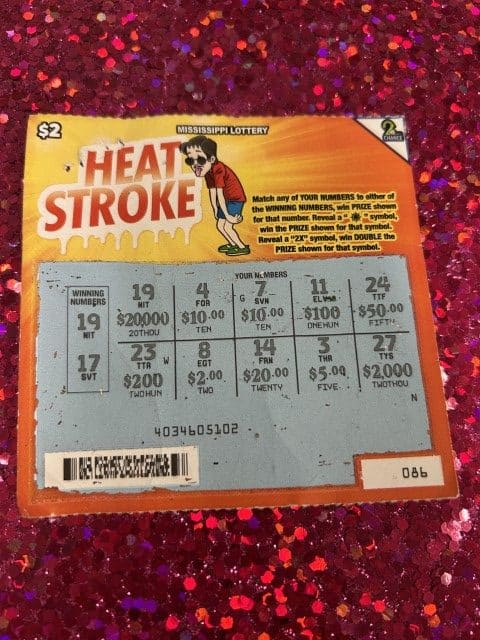 $2
MISSISSIPPI LOTTERY
2ND CHANCE
HEAT
STROKE
Match any of YOUR NUMBERS to either of
the WINNING NUMBERS, win PRIZE shown
for that number. Reveal a " " symbol,
win the PRIZE shown for that symbol.
Reveal a "2X" symbol, win DOUBLE the
PRIZE shown for that symbol.
YOUR NUMBERS
WINNING
NUMBERS
19
NIT
17
SVT
19 4 7 11 24
NIT FOR G SVN TTF
$20,000 $10.00 $10.00 $100 $50.00
20THOU TEN TEN ONEHUN FIFTY
23 8 14 3 27
W EGT FRN THR TYS
$200 $2.00 $20.00 $5.00 $2,000
TWOHUN TWO TWENTY FIVE TWOTHOU
N
4034605102
086